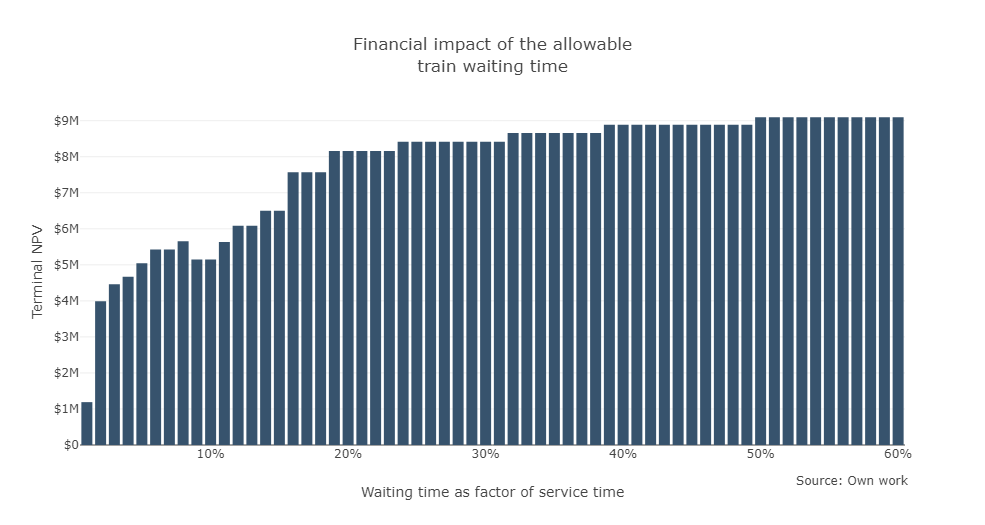 Financial impact of the allowable
train waiting time
Terminal NPV
$9M
$8M
$7M
$6M
$5M
$4M
$3M
$2M
$1M
$0
10%
20%
30%
40%
50%
60%
Waiting time as factor of service time
Source: Own work